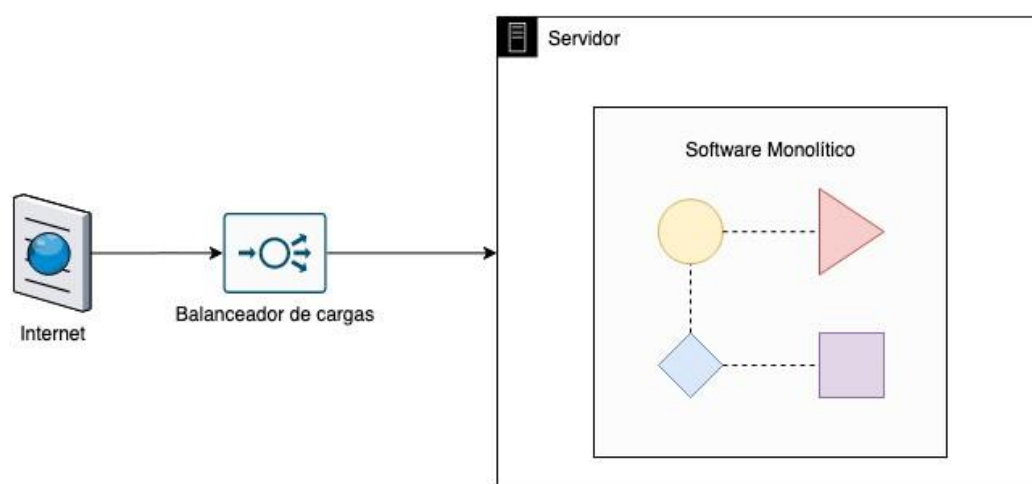 Servidor
Software Monolítico
Internet
Balanceador de cargas